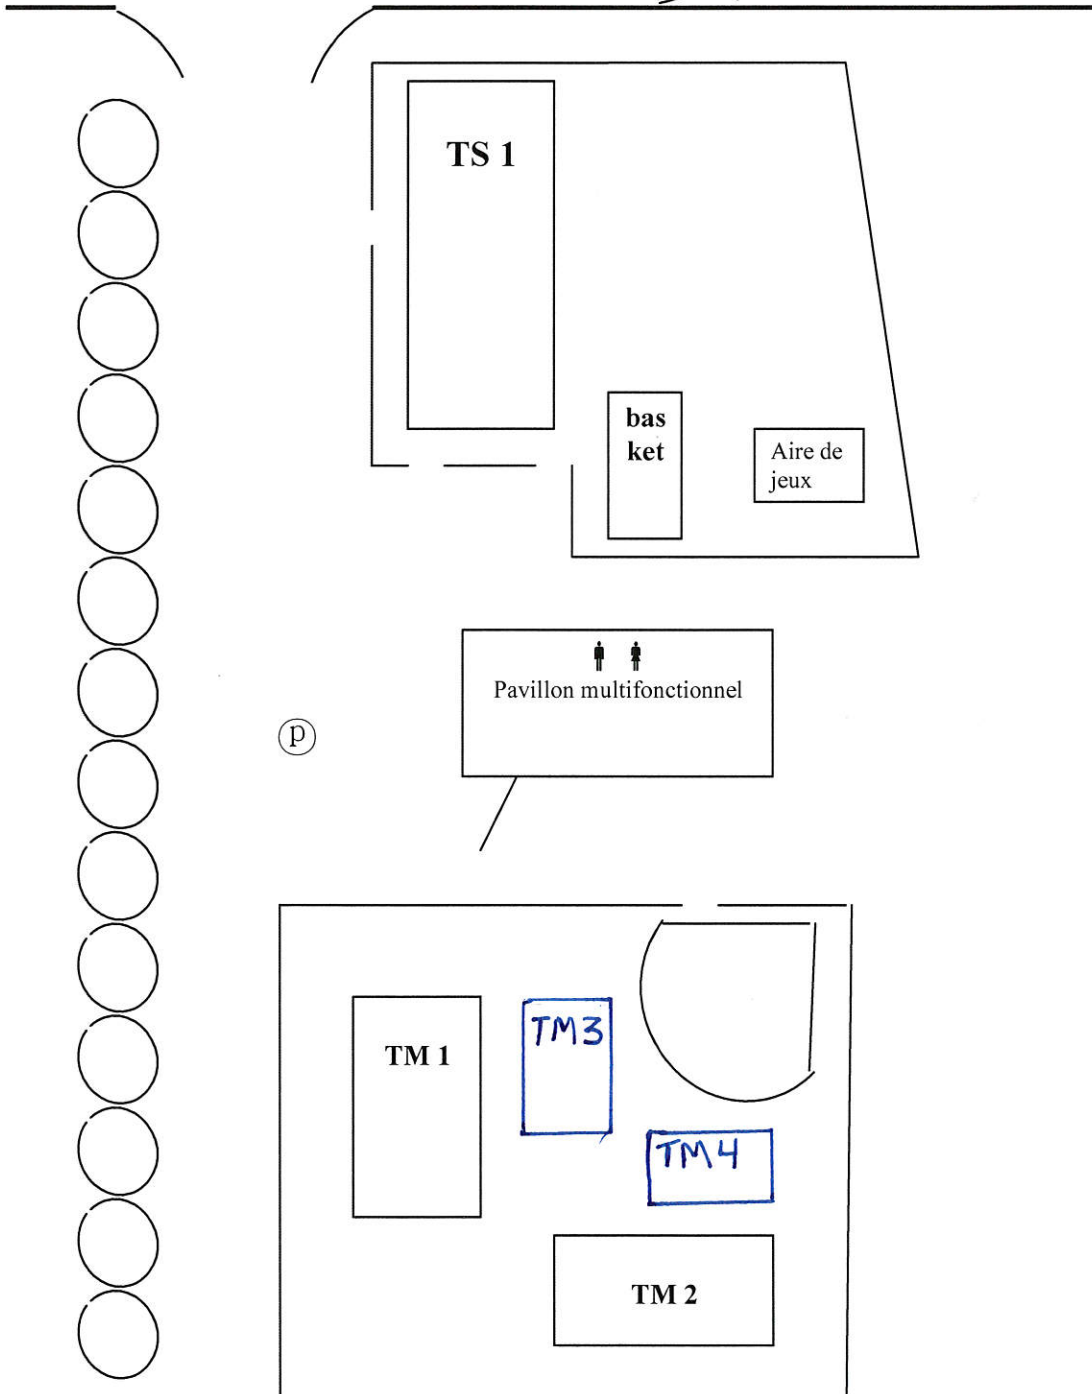 TS 1
bas
ket
Aire de
jeux
Pavillon multifonctionnel
p
TM 1
TM3
TM4
TM 2